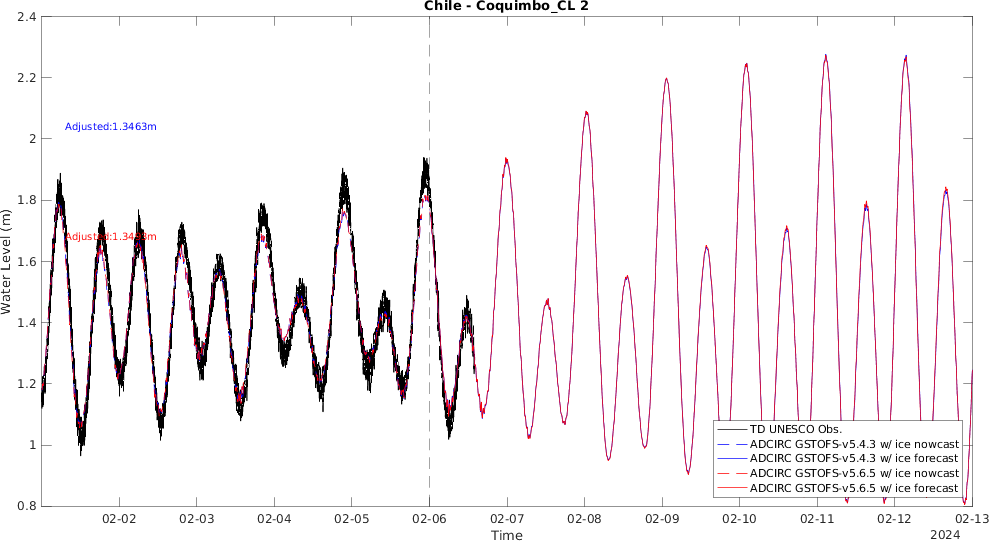 Chile - Coquimbo_CL 2
2.4
2.2
2
1.8
1.6
1.4
1.2
1
0.8
Water Level (m)
Adjusted:1.3463m
TD UNESCO Obs.
ADCIRC GSTOFS-v5.4.3 w/ ice nowcast
ADCIRC GSTOFS-v5.4.3 w/ ice forecast
ADCIRC GSTOFS-v5.6.5 w/ ice nowcast
ADCIRC GSTOFS-v5.6.5 w/ ice forecast
02-02
02-03
02-04
02-05
02-06
02-07
02-08
02-09
02-10
02-11
02-12
02-13
Time
2024